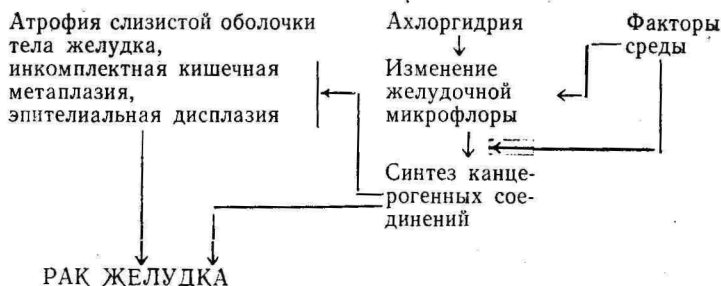 Атрофия слизистой оболочки
тела желудка,
инкомплектная кишечная
метаплазия,
эпителиальная дисплазия
Ахлоргидрия
Изменение
желудочной
микрофлоры
Факторы
среды
Синтез канце-
рогенных сое-
динений
РАК ЖЕЛУДКА